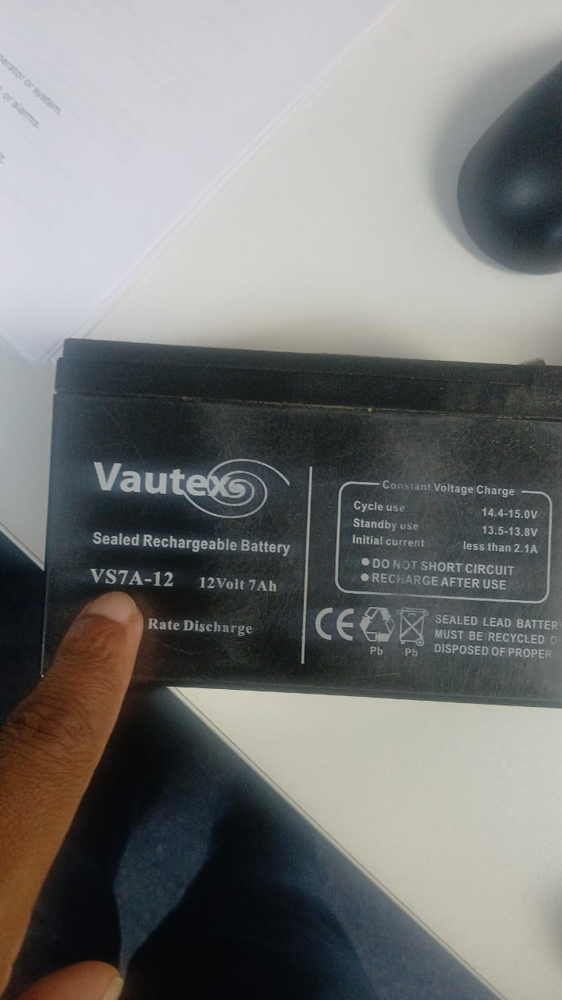 erator or system.
or alarms.
Vautex
Sealed Rechargeable Battery
VS7A-12 12Volt 7Ah
Rate Discharge
Constant Voltage Charge
Cycle use 14.4-15.0V
Standby use 13.5-13.8V
Initial current less than 2.1A
● DO NOT SHORT CIRCUIT
● RECHARGE AFTER USE
CE
Pb Pb
SEALED LEAD BATTER
MUST BE RECYCLED O
DISPOSED OF PROPER